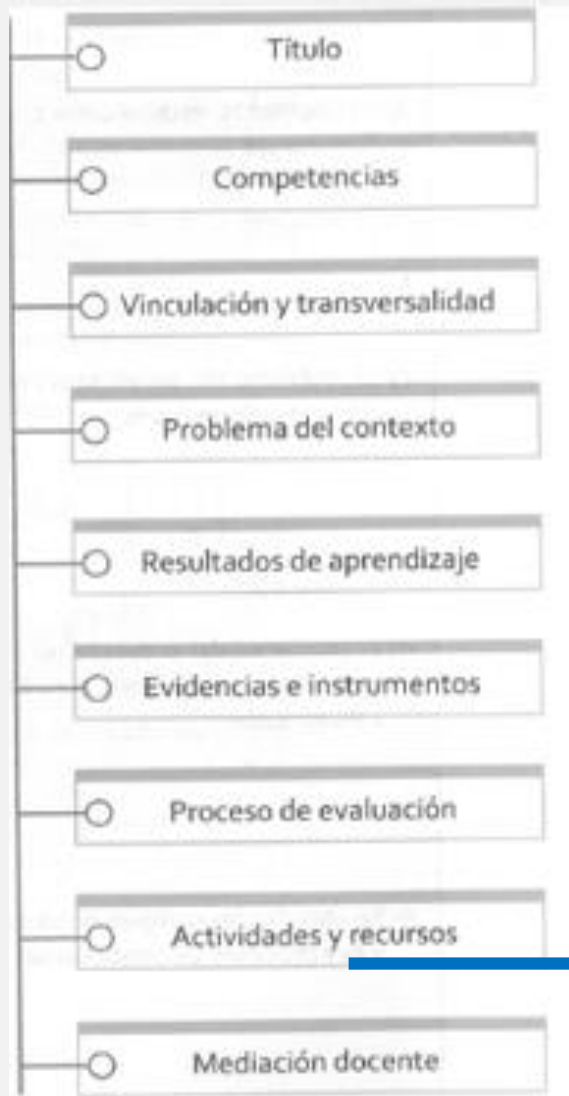 Título
Competencias
Vinculación y transversalidad
Problema del contexto
Resultados de aprendizaje
Evidencias e instrumentos
Proceso de evaluación
Actividades y recursos
Mediación docente